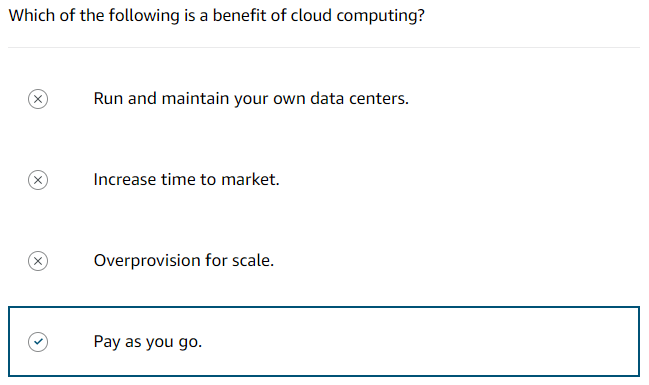 Which of the following is a benefit of cloud computing?
Run and maintain your own data centers.
Increase time to market.
Overprovision for scale.
Pay as you go.